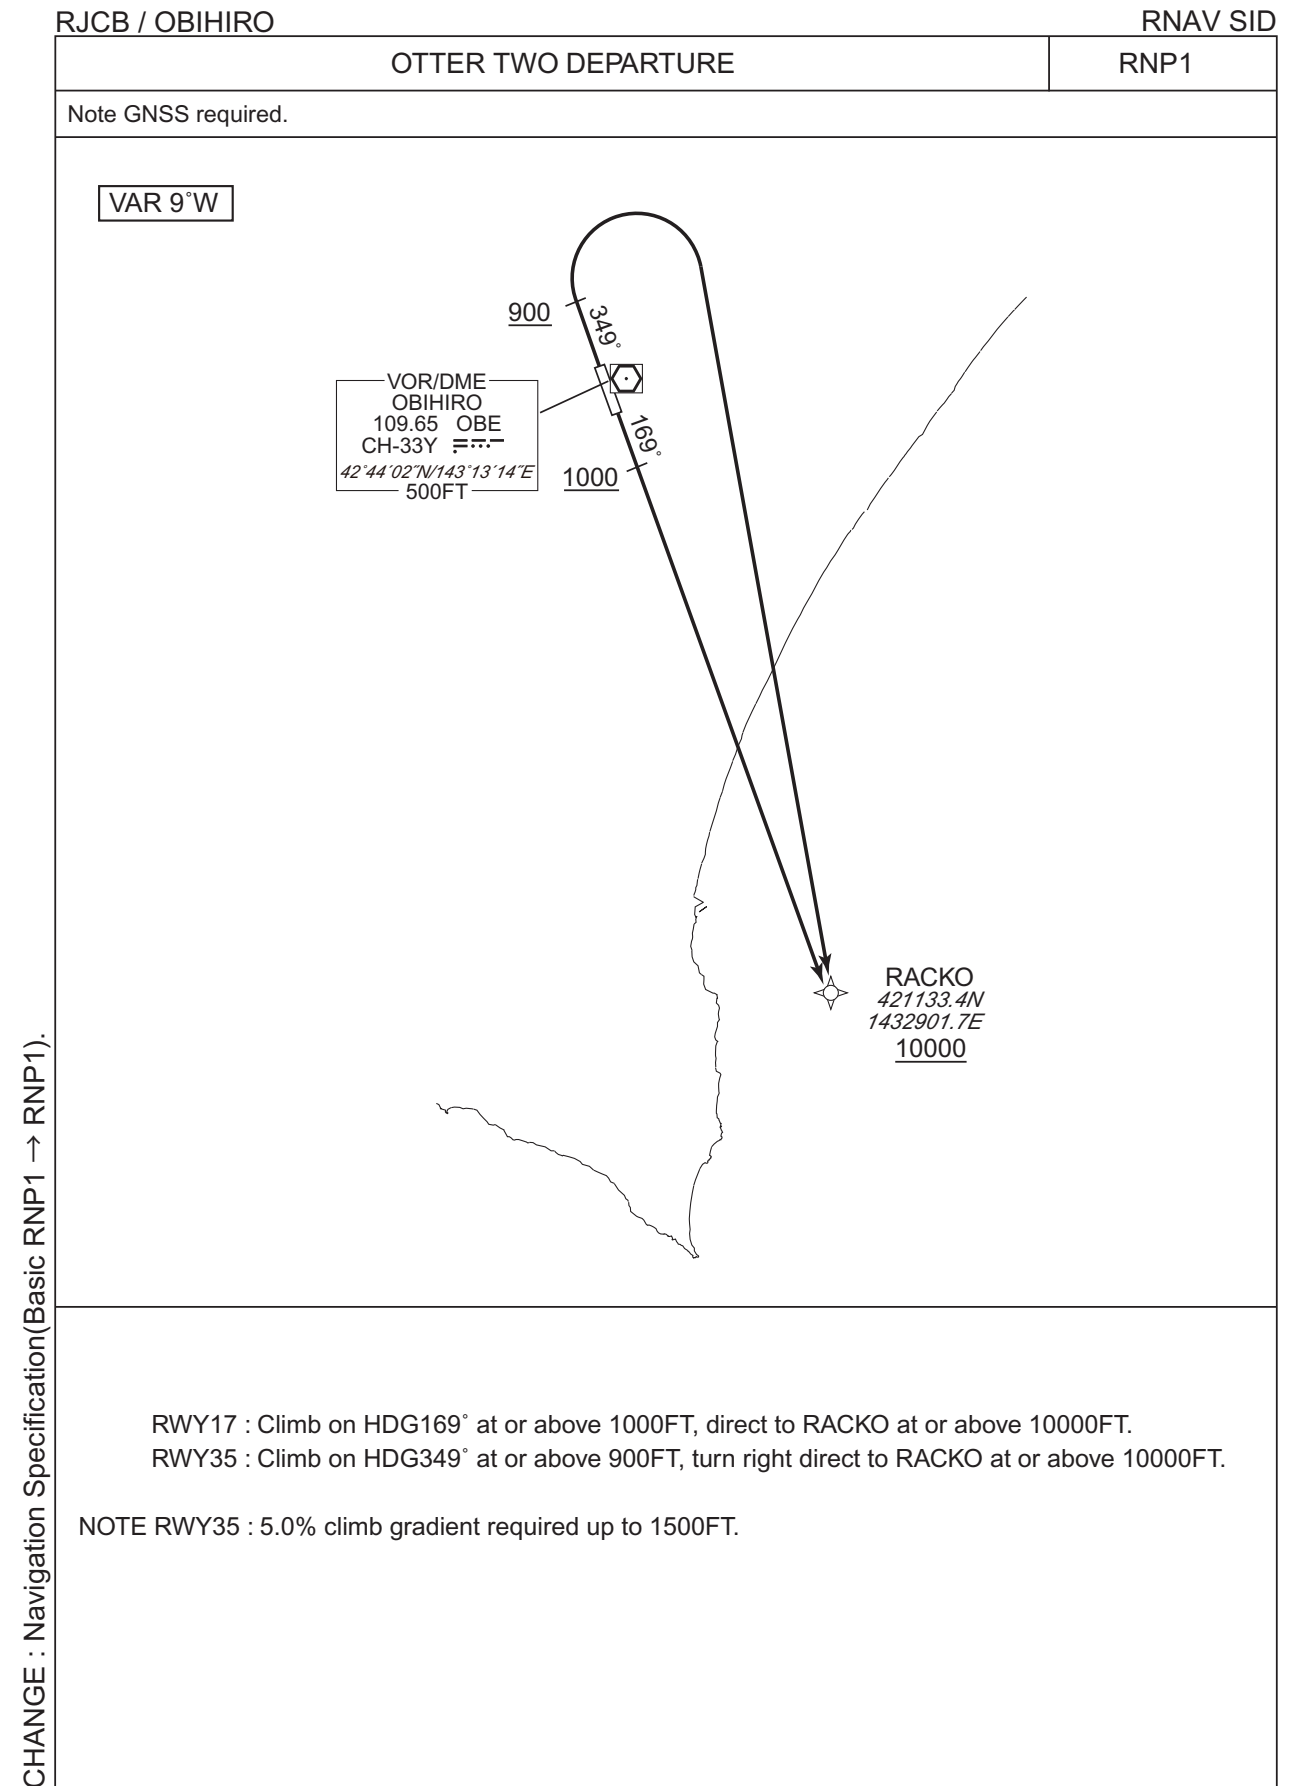 RJCB / OBIHIRO
RNAV SID
OTTER TWO DEPARTURE
RNP1
Note GNSS required.
VAR 9˚W
900
349˚
VOR/DME
OBIHIRO
109.65 OBE
CH-33Y
42˚44´02˝N/143˚13´14˝E
500FT
169˚
1000
RACKO
421133.4N
1432901.7E
10000
RWY17 : Climb on HDG169˚ at or above 1000FT, direct to RACKO at or above 10000FT.
RWY35 : Climb on HDG349˚ at or above 900FT, turn right direct to RACKO at or above 10000FT.
NOTE RWY35 : 5.0% climb gradient required up to 1500FT.
CHANGE : Navigation Specification(Basic RNP1 → RNP1).